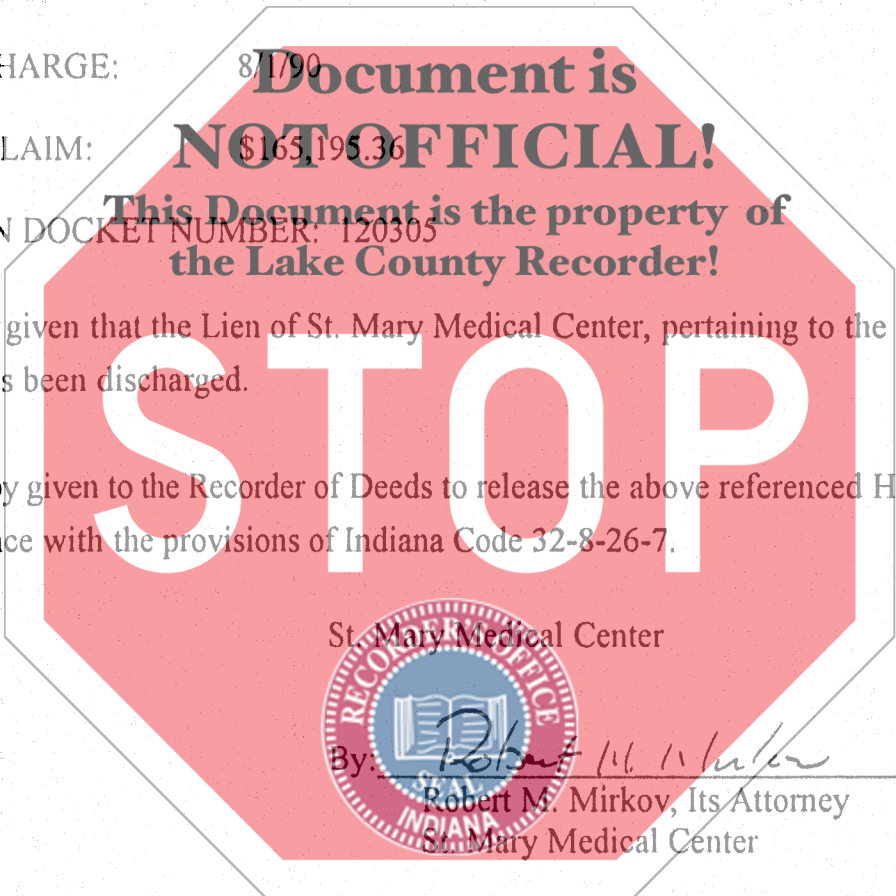 HARGE: 8/1/90
Document is
LAIM: $165,195.36
NOT OFFICIAL!
This Document is the property of
N DOCKET NUMBER: 120305
the Lake County Recorder!
given that the Lien of St. Mary Medical Center, pertaining to the
s been discharged.
STOP
y given to the Recorder of Deeds to release the above referenced H
ce with the provisions of Indiana Code 32-8-26-7.
St. Mary Medical Center
RECORDER'S OFFICE
SEAL
INDIANA
By: Robert M. Mirkov
Robert M. Mirkov, Its Attorney
St. Mary Medical Center